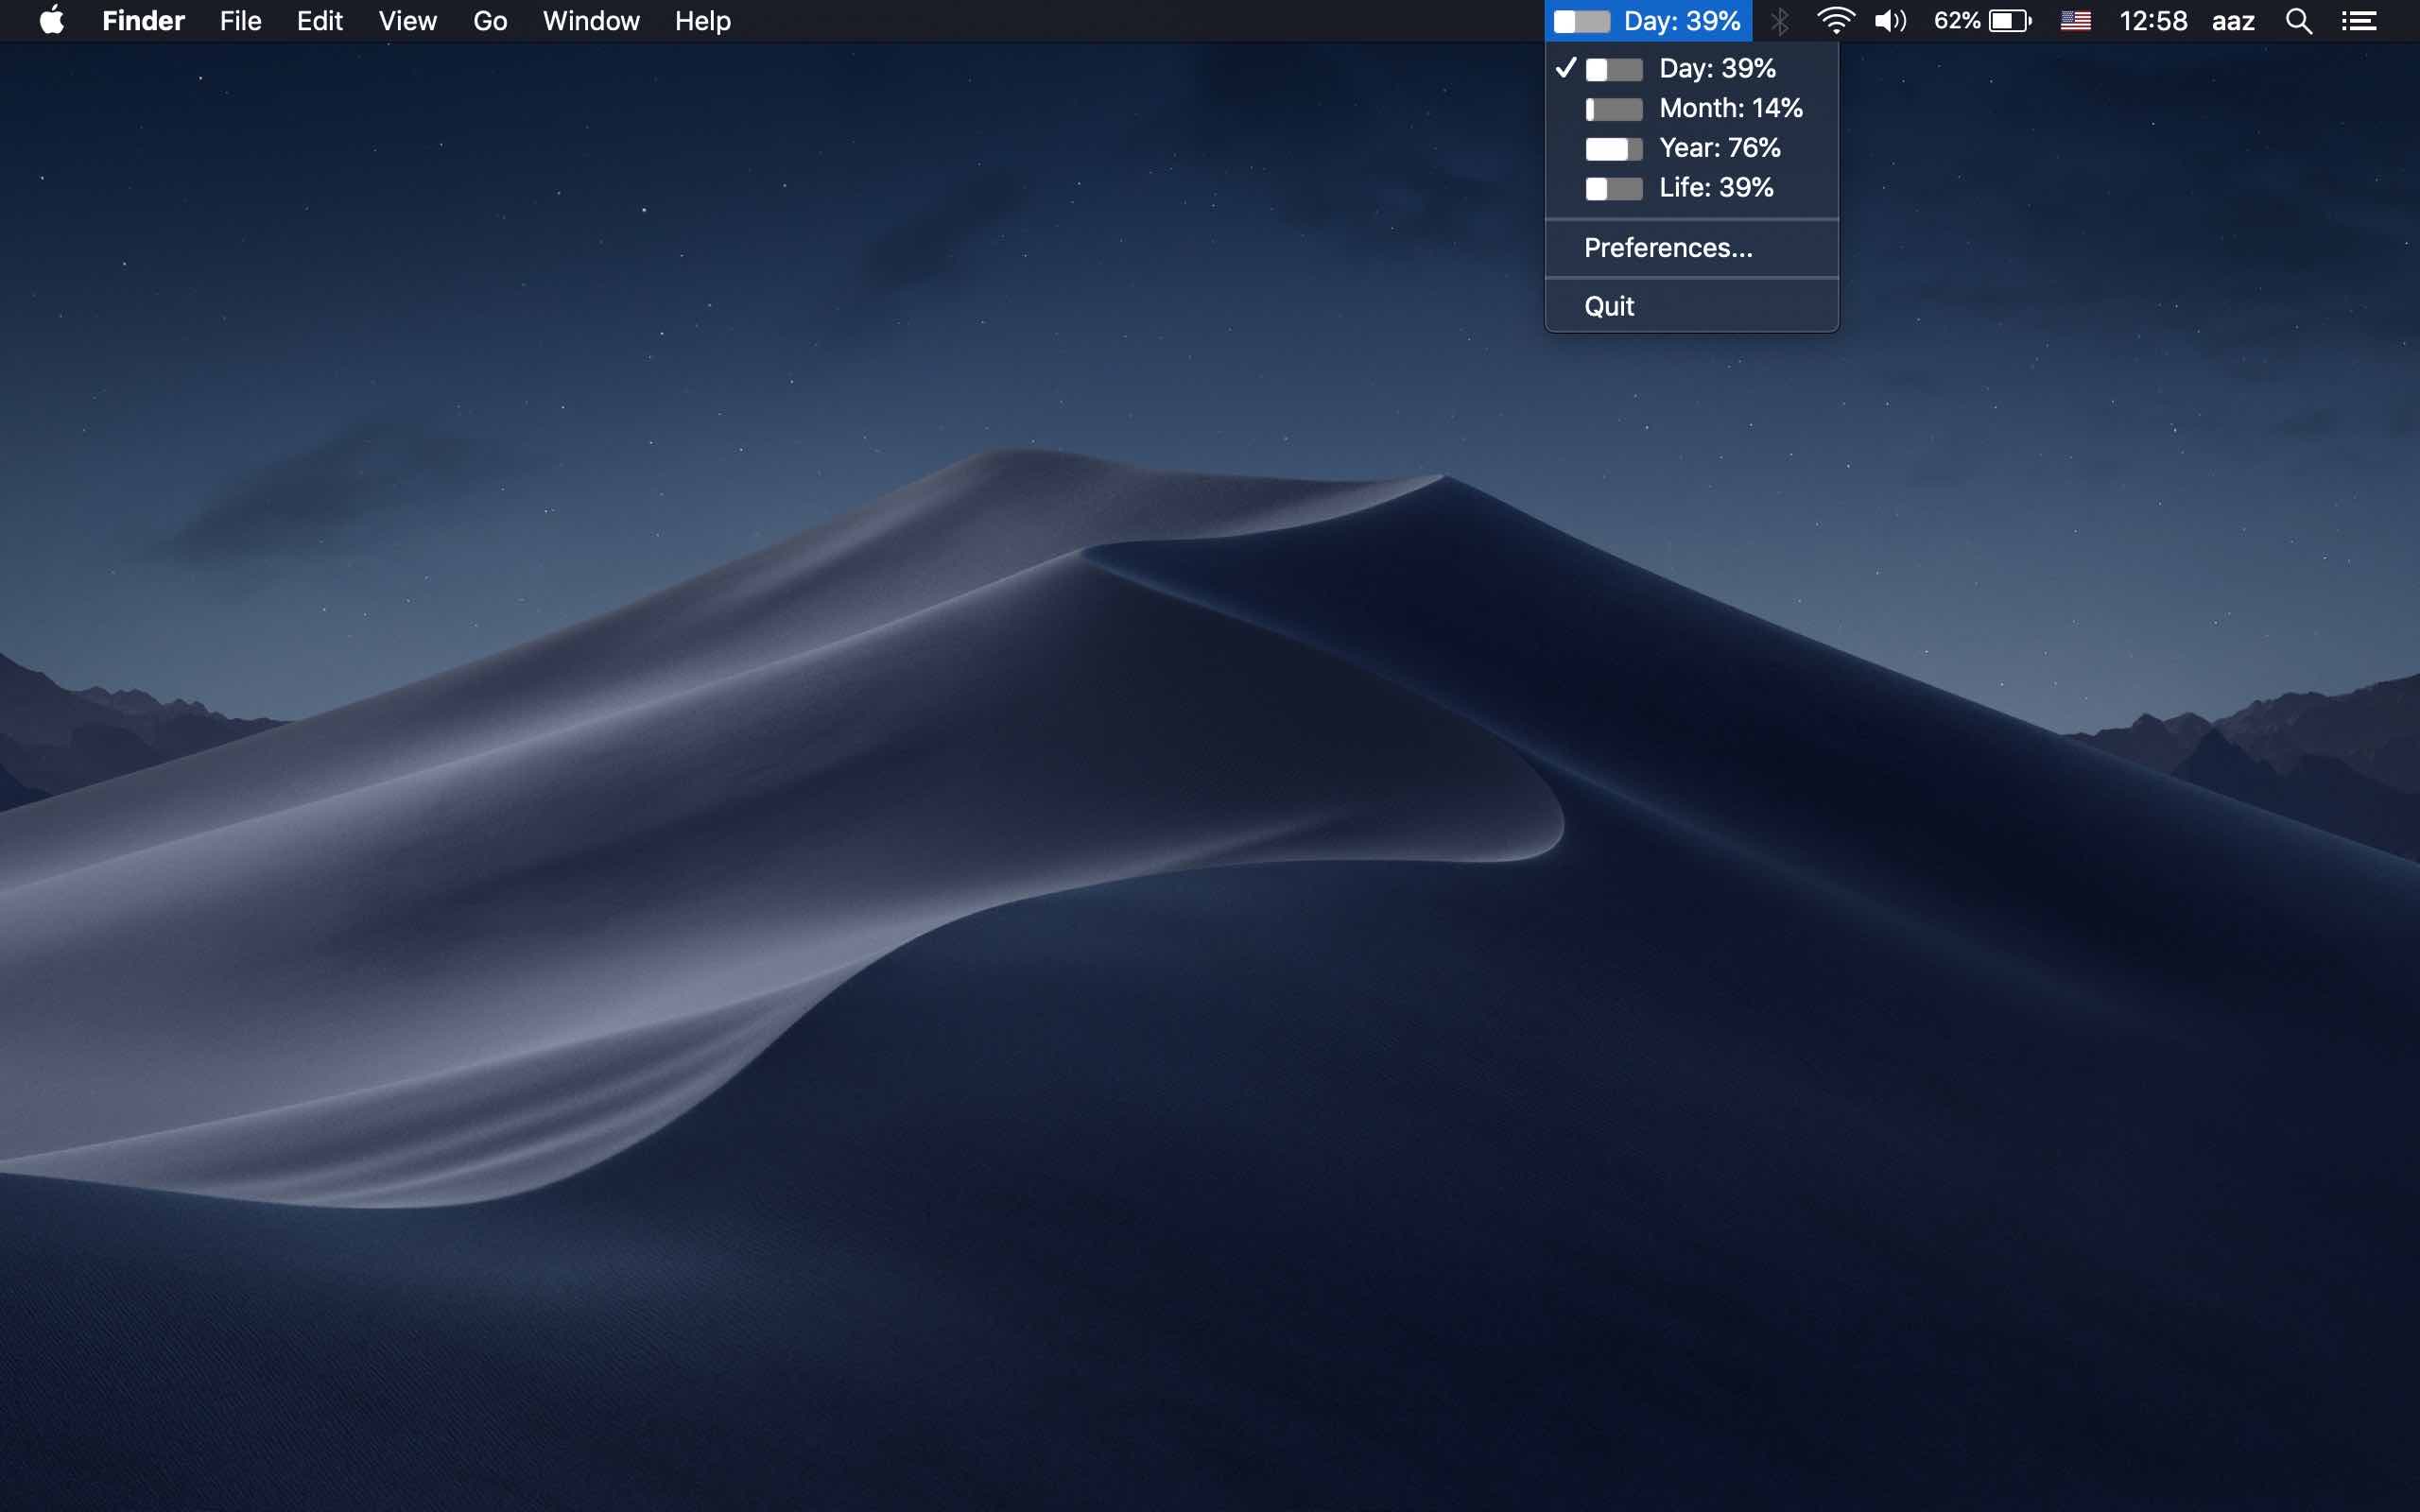 Finder File Edit View Go Window Help Day: 39% 62% 12:58 aaz
Day: 39%
Month: 14%
Year: 76%
Life: 39%
Preferences...
Quit